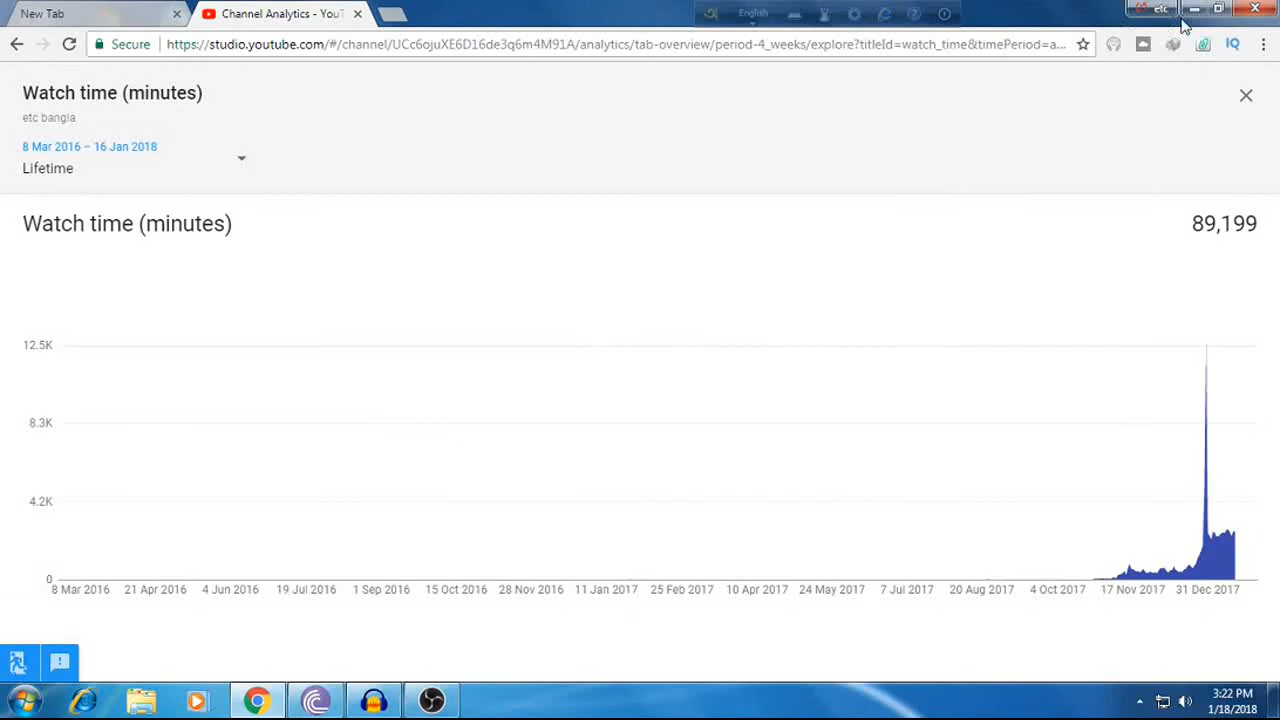 New Tab
Channel Analytics - YouT
English
etc
Secure
https://studio.youtube.com/#/channel/UCc6ojuXE6D16de3q6m4M91A/analytics/tab-overview/period-4_weeks/explore?titleId=watch_time&timePeriod=a...
IQ
Watch time (minutes)
etc bangla
8 Mar 2016 – 16 Jan 2018
Lifetime
Watch time (minutes)
89,199
12.5K
8.3K
4.2K
0
8 Mar 2016
21 Apr 2016
4 Jun 2016
19 Jul 2016
1 Sep 2016
15 Oct 2016
28 Nov 2016
11 Jan 2017
25 Feb 2017
10 Apr 2017
24 May 2017
7 Jul 2017
20 Aug 2017
4 Oct 2017
17 Nov 2017
31 Dec 2017
3:22 PM
1/18/2018